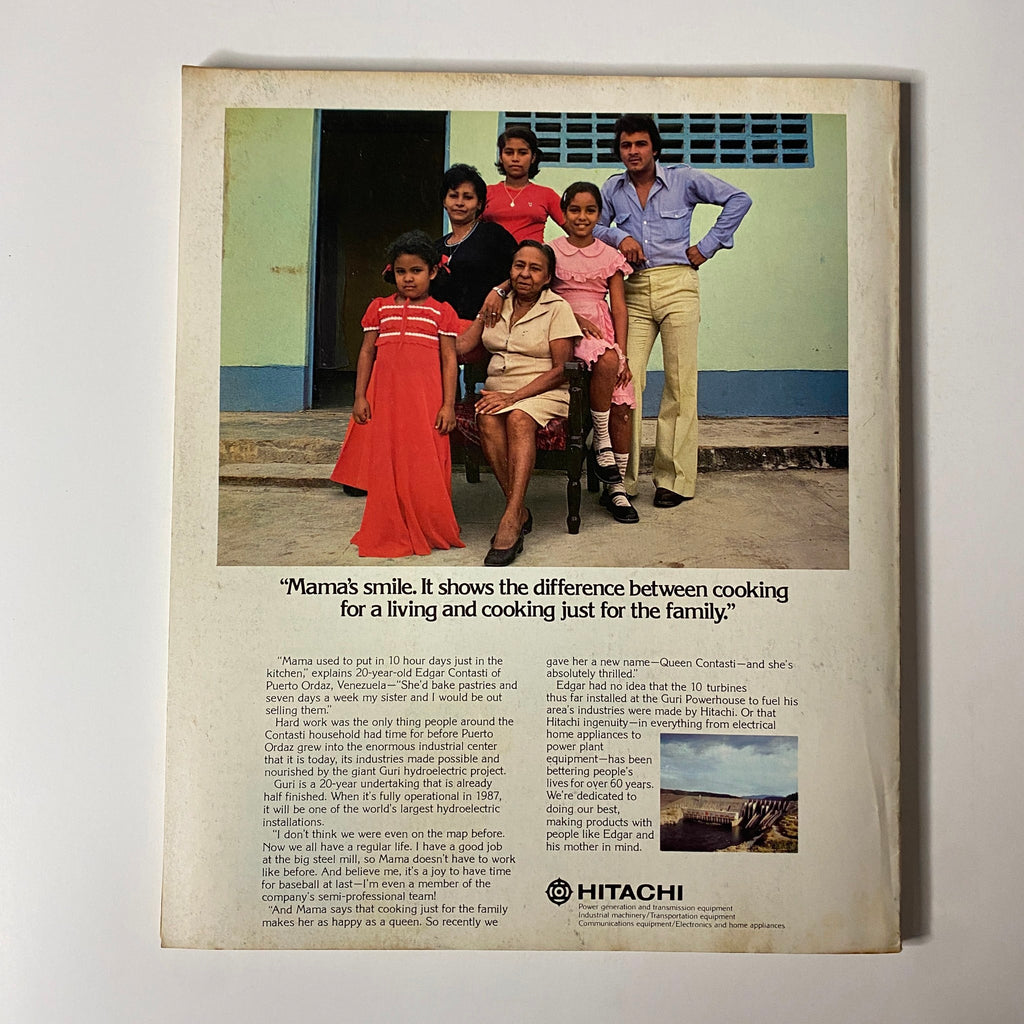 “Mama’s smile. It shows the difference between cooking
for a living and cooking just for the family.”
“Mama used to put in 10 hour days just in the
kitchen,” explains 20-year-old Edgar Contasti of
Puerto Ordaz, Venezuela—“She’d bake pastries and
seven days a week my sister and I would be out
selling them.”
Hard work was the only thing people around the
Contasti household had time for before Puerto
Ordaz grew into the enormous industrial center
that it is today, its industries made possible and
nourished by the giant Guri hydroelectric project.
Guri is a 20-year undertaking that is already
half finished. When it’s fully operational in 1987,
it will be one of the world’s largest hydroelectric
installations.
“I don’t think we were even on the map before.
Now we all have a regular life. I have a good job
at the big steel mill, so Mama doesn’t have to work
like before. And believe me, it’s a joy to have time
for baseball at last—I’m even a member of the
company’s semi-professional team!
“And Mama says that cooking just for the family
makes her as happy as a queen. So recently we
gave her a new name—Queen Contasti—and she’s
absolutely thrilled.”
Edgar had no idea that the 10 turbines
thus far installed at the Guri Powerhouse to fuel his
area’s industries were made by Hitachi. Or that
Hitachi ingenuity—in everything from electrical
home appliances to
power plant
equipment—has been
bettering people’s
lives for over 60 years.
We’re dedicated to
doing our best,
making products with
people like Edgar and
his mother in mind.
HITACHI
Power generation and transmission equipment
Industrial machinery/Transportation equipment
Communications equipment/Electronics and home appliances